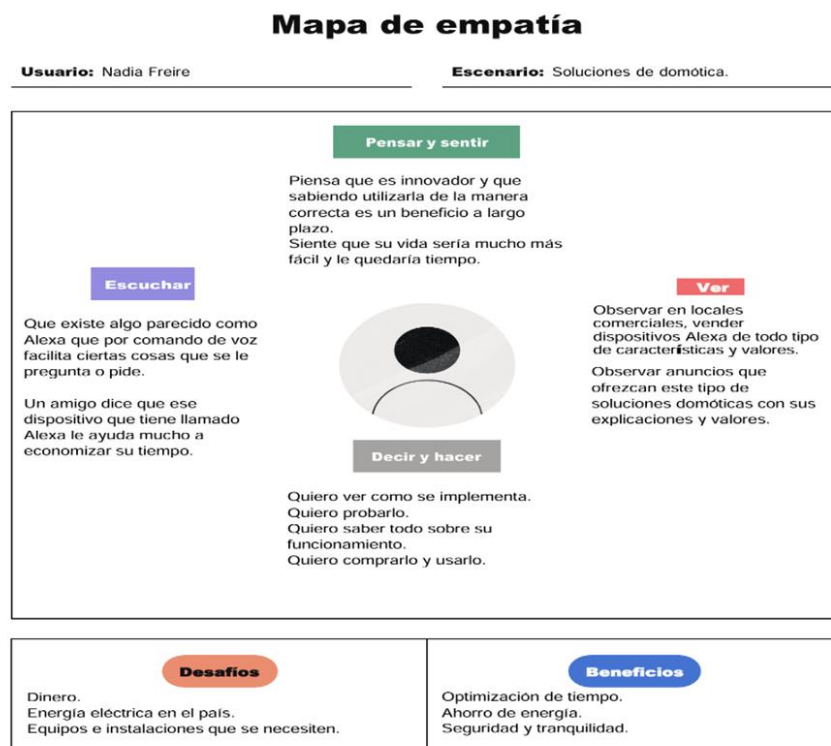 Mapa de empatía
Usuario: Nadia Freire
Escenario: Soluciones de domótica.
Pensar y sentir
Piensa que es innovador y que
sabiendo utilizarla de la manera
correcta es un beneficio a largo
plazo.
Siente que su vida sería mucho más
fácil y le quedaría tiempo.
Escuchar
Que existe algo parecido como
Alexa que por comando de voz
facilita ciertas cosas que se le
pregunta o pide.
Un amigo dice que ese
dispositivo que tiene llamado
Alexa le ayuda mucho a
economizar su tiempo.
Ver
Observar en locales
comerciales, vender
dispositivos Alexa de todo tipo
de características y valores.
Observar anuncios que
ofrezcan este tipo de
soluciones domóticas con sus
explicaciones y valores.
Decir y hacer
Quiero ver como se implementa.
Quiero probarlo.
Quiero saber todo sobre su
funcionamiento.
Quiero comprarlo y usarlo.
Desafíos
Dinero.
Energía eléctrica en el país.
Equipos e instalaciones que se necesiten.
Beneficios
Optimización de tiempo.
Ahorro de energía.
Seguridad y tranquilidad.